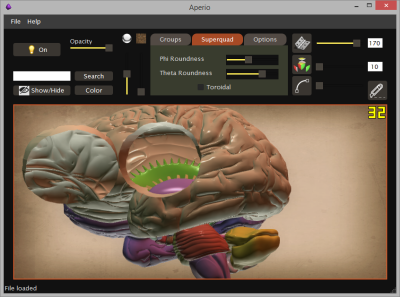 Aperio
File Help
On
Opacity
Search
Show/Hide
Color
Groups
Superquad
Options
Phi Roundness
Theta Roundness
Toroidal
170
10
32
File loaded